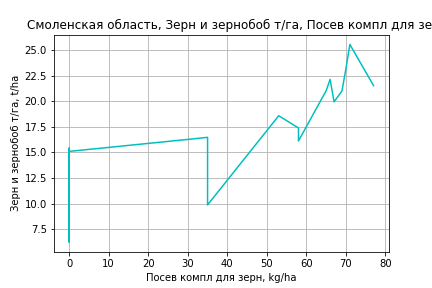 Смоленская область, Зерн и зернобоб т/га, Посев компл для зе
25.0
22.5
20.0
17.5
15.0
12.5
10.0
7.5
Зерн и зернобоб т/га, t/ha
0 10 20 30 40 50 60 70 80
Посев компл для зерн, kg/ha